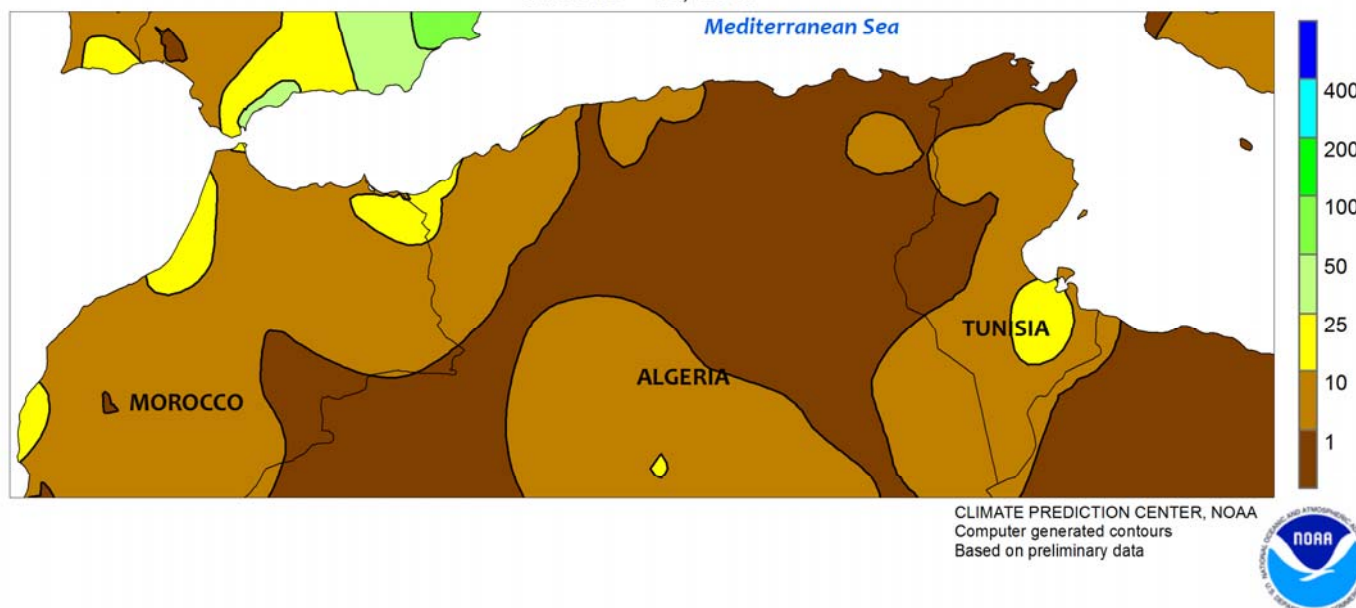 Mediterranean Sea
400
200
100
50
25
10
1
TUNISIA
ALGERIA
MOROCCO
CLIMATE PREDICTION CENTER, NOAA
Computer generated contours
Based on preliminary data
NOAA